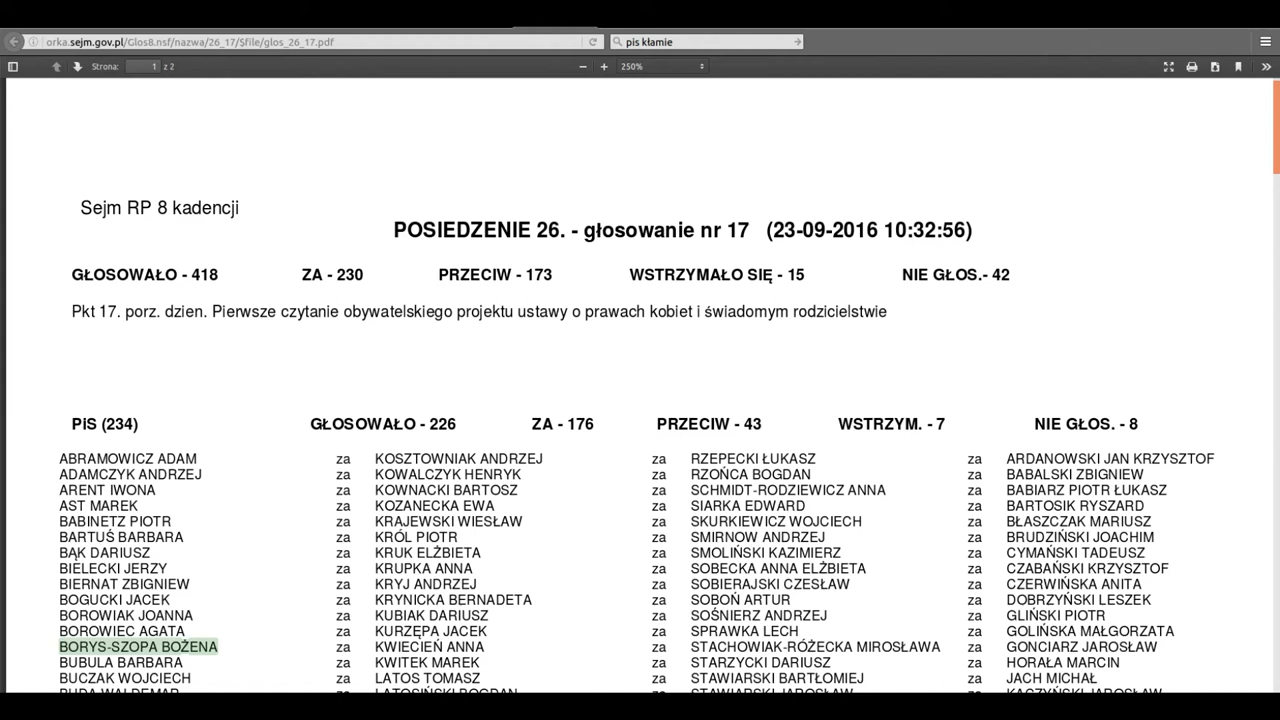 orka.sejm.gov.pl/Glos8.nsf/nazwa/26_17/$file/glos_26_17.pdf pis kłamie
Strona: 1 z 2 250%
Sejm RP 8 kadencji
POSIEDZENIE 26. - głosowanie nr 17 (23-09-2016 10:32:56)
GŁOSOWAŁO - 418 ZA - 230 PRZECIW - 173 WSTRZYMAŁO SIĘ - 15 NIE GŁOS.- 42
Pkt 17. porz. dzien. Pierwsze czytanie obywatelskiego projektu ustawy o prawach kobiet i świadomym rodzicielstwie
PiS (234) GŁOSOWAŁO - 226 ZA - 176 PRZECIW - 43 WSTRZYM. - 7 NIE GŁOS. - 8
ABRAMOWICZ ADAM za KOSZTOWNIAK ANDRZEJ za RZEPECKI ŁUKASZ za ARDANOWSKI JAN KRZYSZTOF
ADAMCZYK ANDRZEJ za KOWALCZYK HENRYK za RZOŃCA BOGDAN za BABALSKI ZBIGNIEW
ARENT IWONA za KOWNACKI BARTOSZ za SCHMIDT-RODZIEWICZ ANNA za BABIARZ PIOTR ŁUKASZ
AST MAREK za KOZANECKA EWA za SIARKA EDWARD za BARTOSIK RYSZARD
BABINETZ PIOTR za KRAJEWSKI WIESŁAW za SKURKIEWICZ WOJCIECH za BŁASZCZAK MARIUSZ
BARTUŚ BARBARA za KRÓL PIOTR za SMIRNOW ANDRZEJ za BRUDZIŃSKI JOACHIM
BĄK DARIUSZ za KRUK ELŻBIETA za SMOLIŃSKI KAZIMIERZ za CYMAŃSKI TADEUSZ
BIELECKI JERZY za KRUPKA ANNA za SOBECKA ANNA ELŻBIETA za CZABAŃSKI KRZYSZTOF
BIERNAT ZBIGNIEW za KRYJ ANDRZEJ za SOBIERAJSKI CZESŁAW za CZERWIŃSKA ANITA
BOGUCKI JACEK za KRYNICKA BERNADETA za SOBOŃ ARTUR za DOBRZYŃSKI LESZEK
BOROWIAK JOANNA za KUBIAK DARIUSZ za SOŚNIERZ ANDRZEJ za GLIŃSKI PIOTR
BOROWIEC AGATA za KURZĘPA JACEK za SPRAWKA LECH za GOLIŃSKA MAŁGORZATA
BORYS-SZOPA BOŻENA za KWIECIEŃ ANNA za STACHOWIAK-RÓŻECKA MIROSŁAWA za GONCIARZ JAROSŁAW
BUBULA BARBARA za KWITEK MAREK za STARZYCKI DARIUSZ za HORAŁA MARCIN
BUCZAK WOJCIECH za LATOS TOMASZ za STAWIARSKI BARTŁOMIEJ za JACH MICHAŁ
BUDA WALDEMAR za LATOSIŃSKI BOGDAN za STAWIARSKI JAROSŁAW za KACZYŃSKI JAROSŁAW